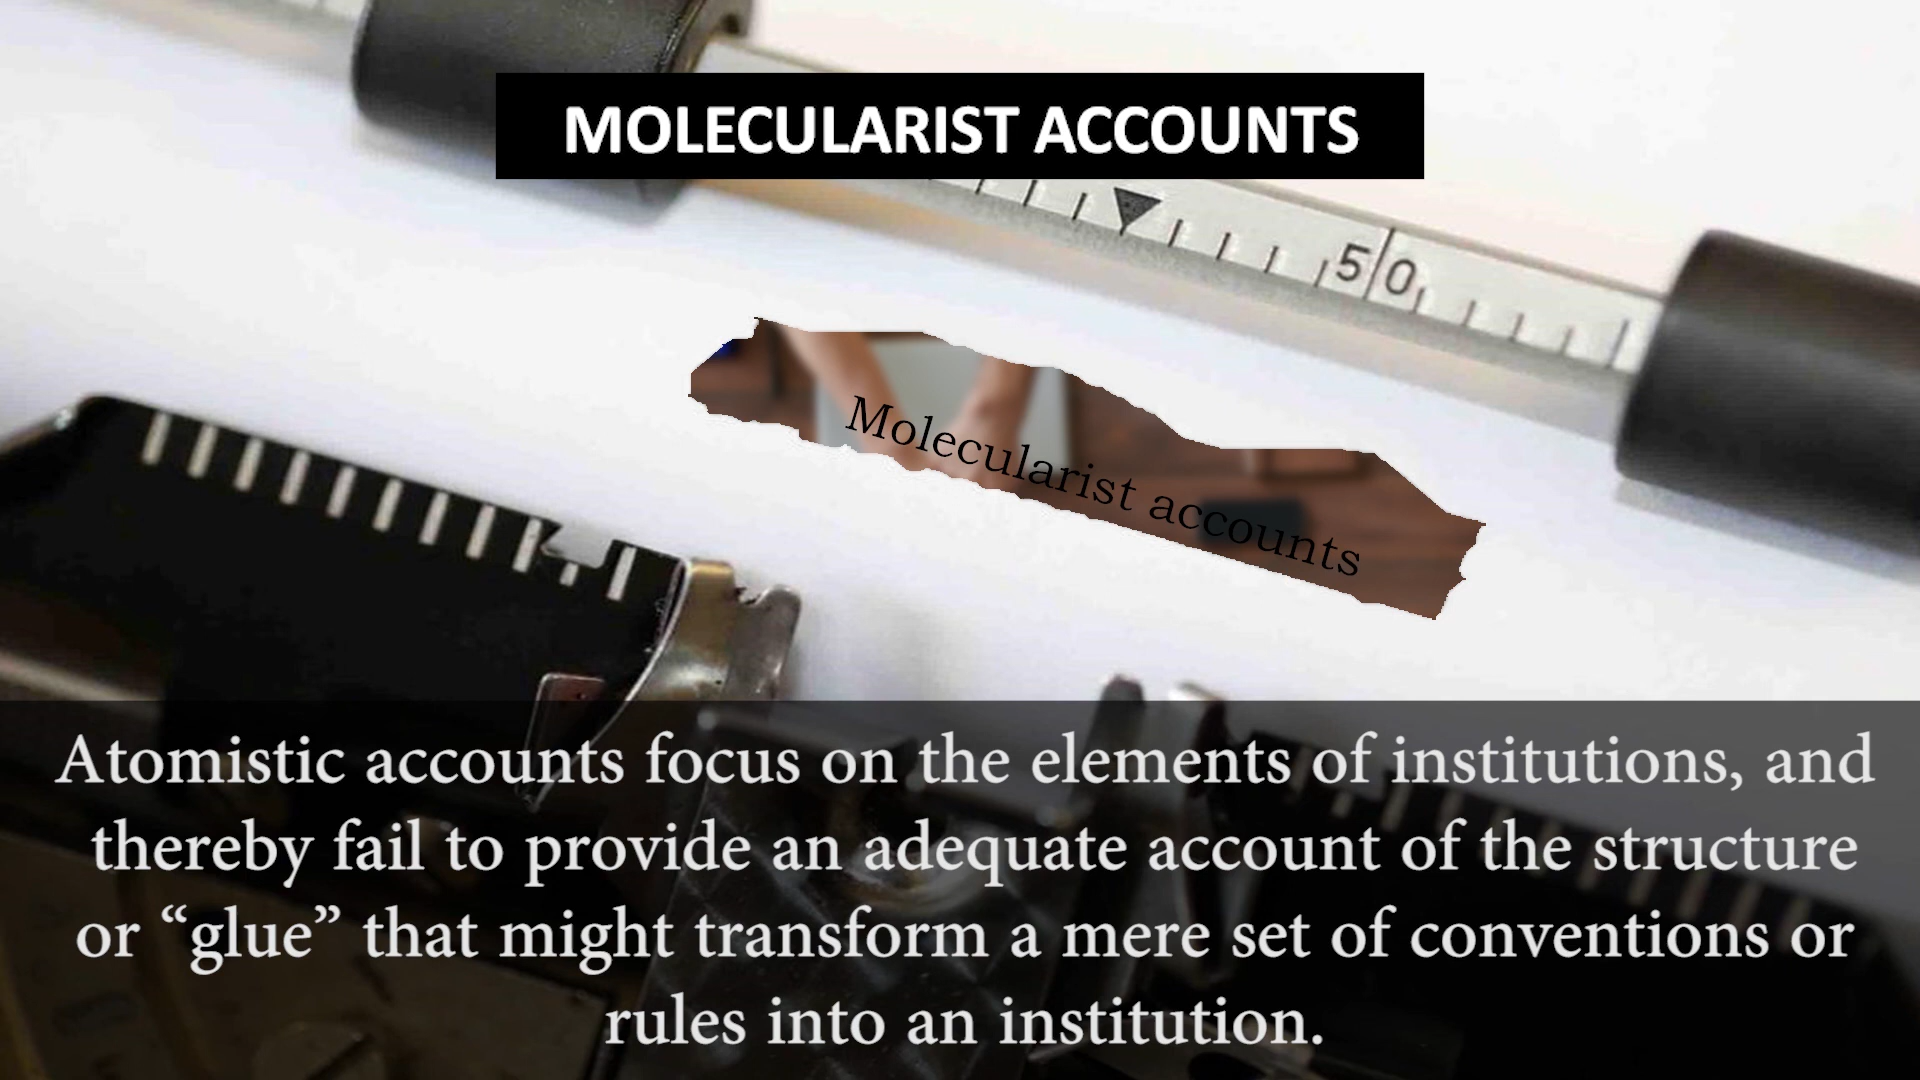 MOLECULARIST ACCOUNTS
50
Molecularist accounts
Atomistic accounts focus on the elements of institutions, and
thereby fail to provide an adequate account of the structure
or “glue” that might transform a mere set of conventions or
rules into an institution.